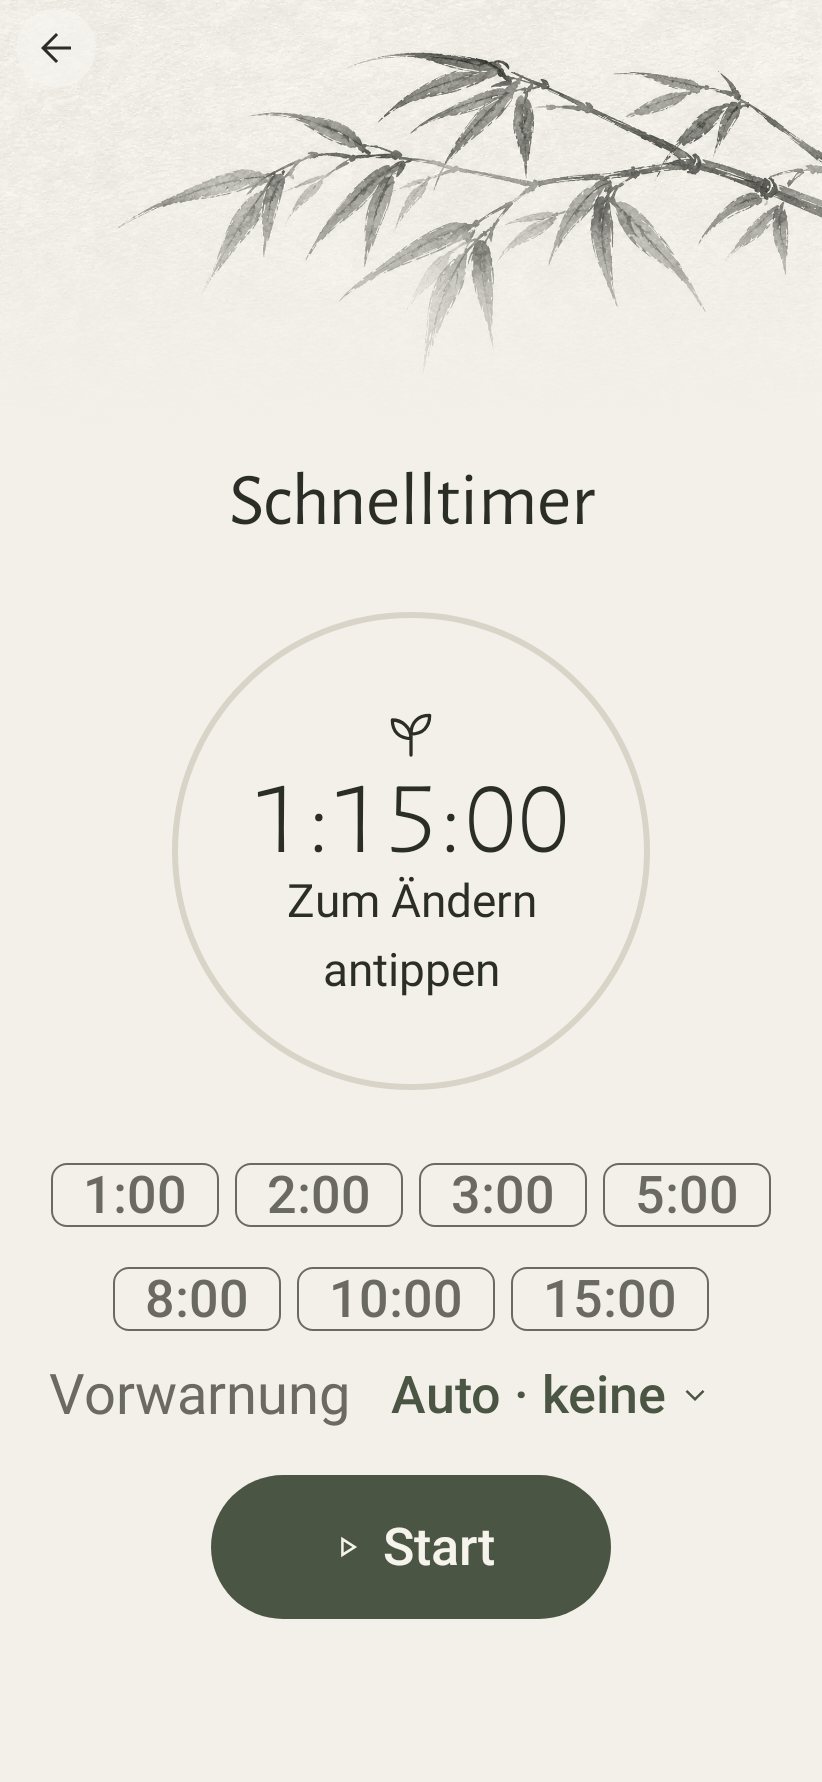 Schnelltimer
1:15:00
Zum Ändern
antippen
1:00 2:00 3:00 5:00
8:00 10:00 15:00
Vorwarnung Auto · keine
Start